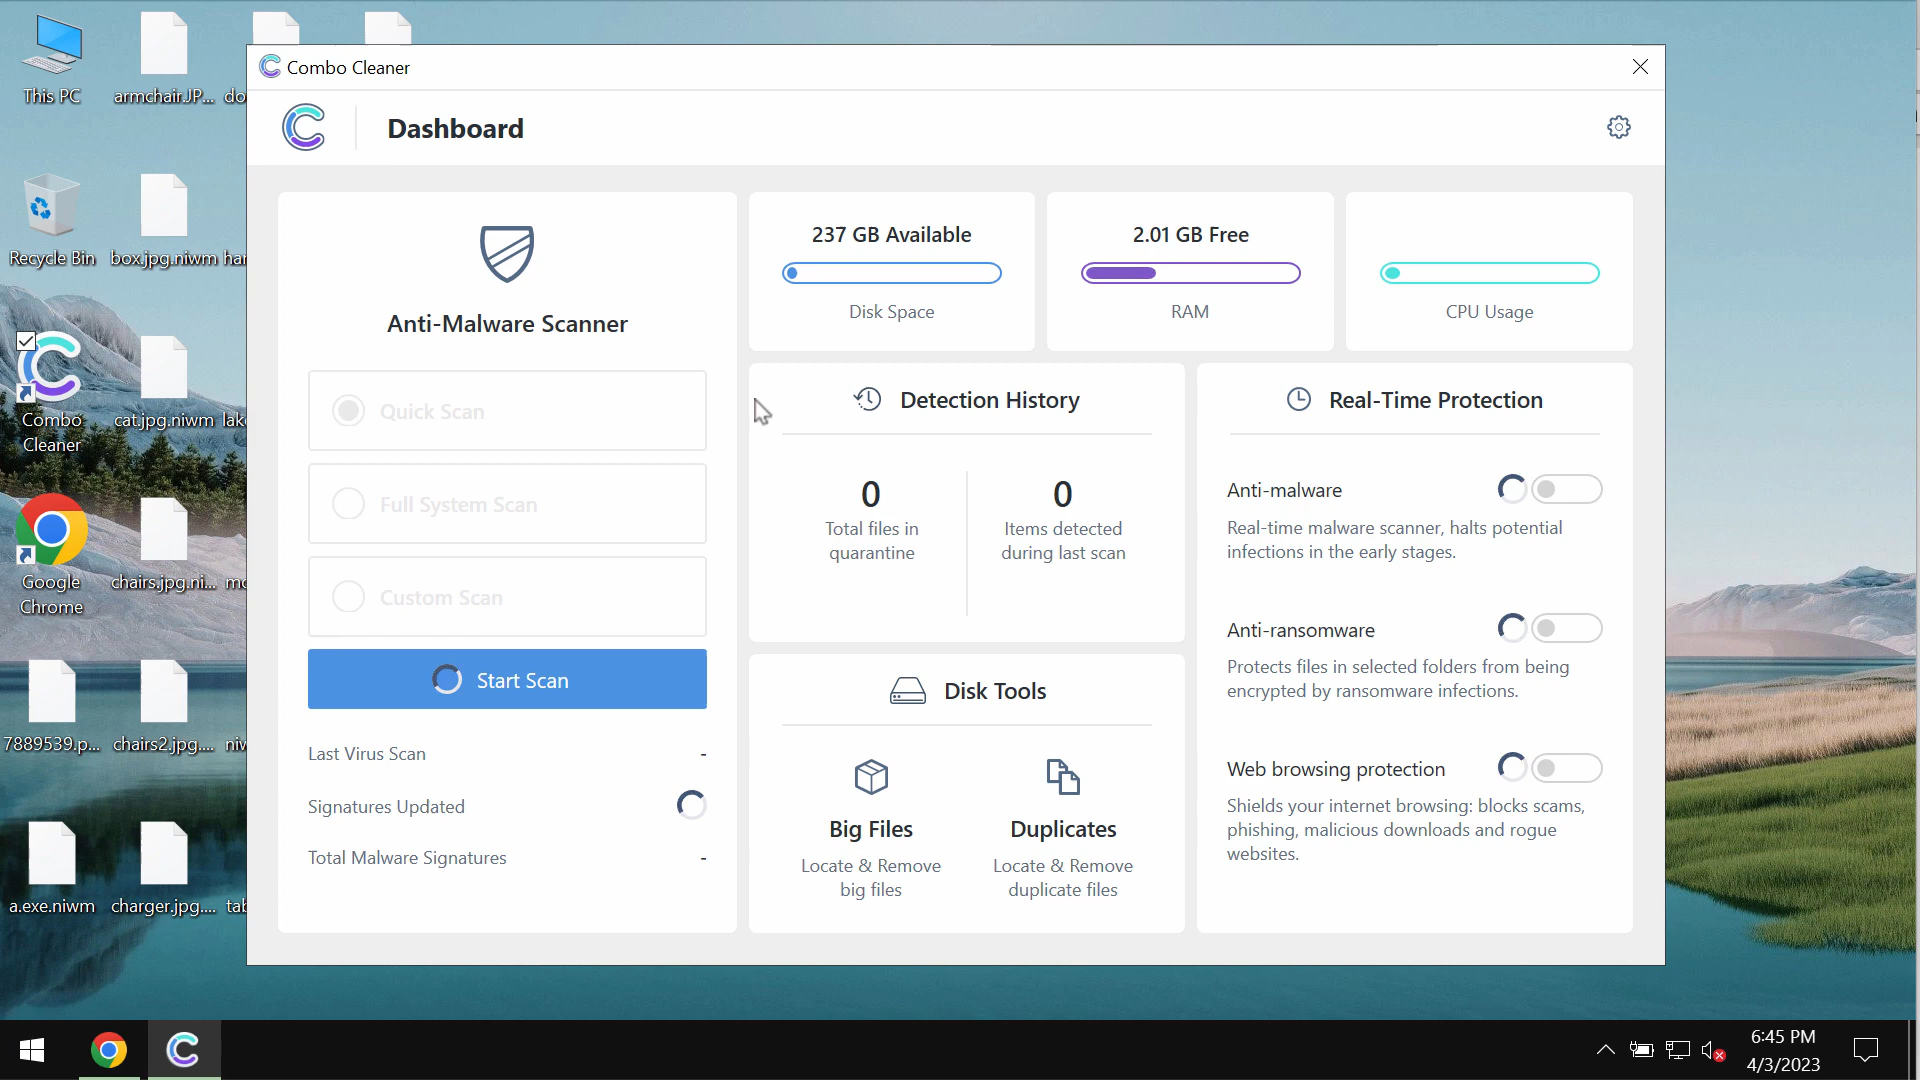 This PC
armchair.JP...
do
Recycle Bin
box.jpg.niwm
har
Combo
Cleaner
cat.jpg.niwm
lake
Google
Chrome
chairs.jpg.ni...
mo
7889539.p...
chairs2.jpg....
niv
a.exe.niwm
charger.jpg....
tab
Combo Cleaner
Dashboard
Anti-Malware Scanner
Quick Scan
Full System Scan
Custom Scan
Start Scan
Last Virus Scan -
Signatures Updated
Total Malware Signatures -
237 GB Available
Disk Space
2.01 GB Free
RAM
CPU Usage
Detection History
0
Total files in
quarantine
0
Items detected
during last scan
Disk Tools
Big Files
Locate & Remove
big files
Duplicates
Locate & Remove
duplicate files
Real-Time Protection
Anti-malware
Real-time malware scanner, halts potential
infections in the early stages.
Anti-ransomware
Protects files in selected folders from being
encrypted by ransomware infections.
Web browsing protection
Shields your internet browsing: blocks scams,
phishing, malicious downloads and rogue
websites.
6:45 PM
4/3/2023